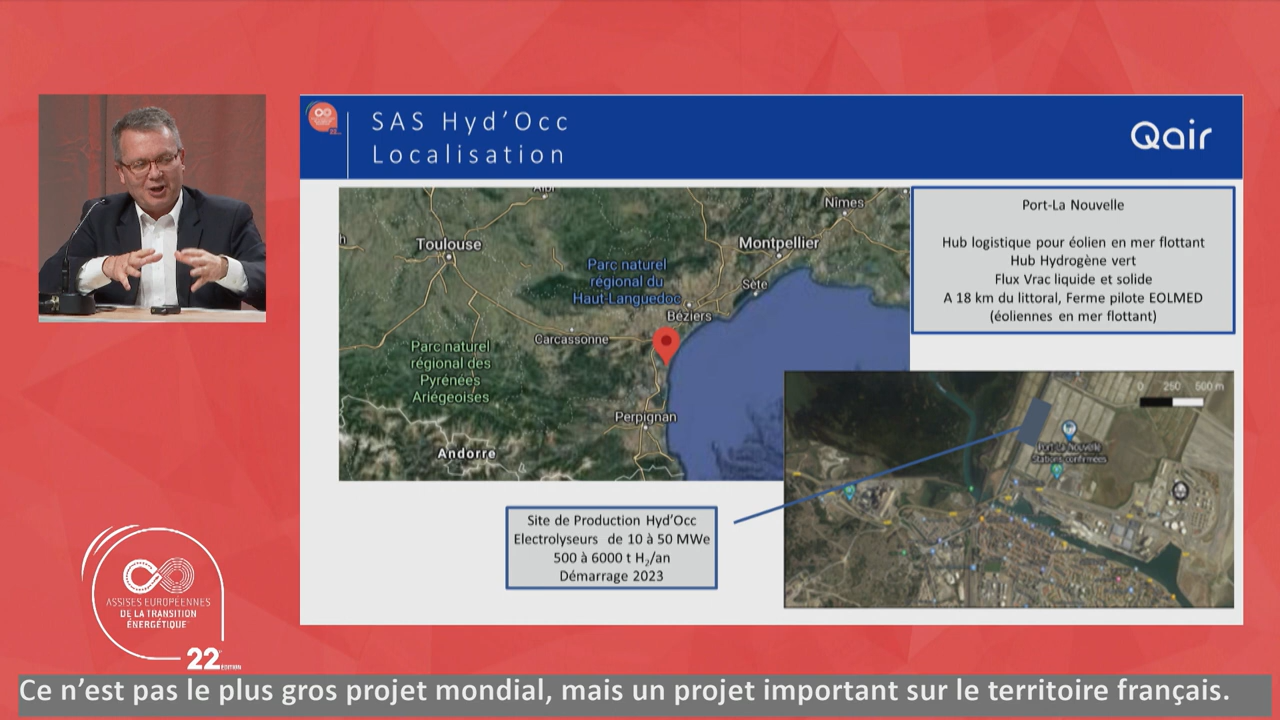 SAS Hyd’Occ
Localisation
Qair
22
Albi
Nîmes
h
Toulouse
Montpellier
Parc naturel
régional du
Haut-Languedoc
Sète
Béziers
Carcassonne
Parc naturel
régional des
Pyrénées
Ariégeoises
Perpignan
Andorre
Port-La Nouvelle
Hub logistique pour éolien en mer flottant
Hub Hydrogène vert
Flux Vrac liquide et solide
A 18 km du littoral, Ferme pilote EOLMED
(éoliennes en mer flottant)
0 250 500 m
Port-La Nouvelle
Stations confirmées
Site de Production Hyd’Occ
Electrolyseurs de 10 à 50 MWe
500 à 6000 t H₂/an
Démarrage 2023
ASSISES EUROPÉENNES
DE LA TRANSITION
ÉNERGÉTIQUE
22e ÉDITION
Ce n’est pas le plus gros projet mondial, mais un projet important sur le territoire français.